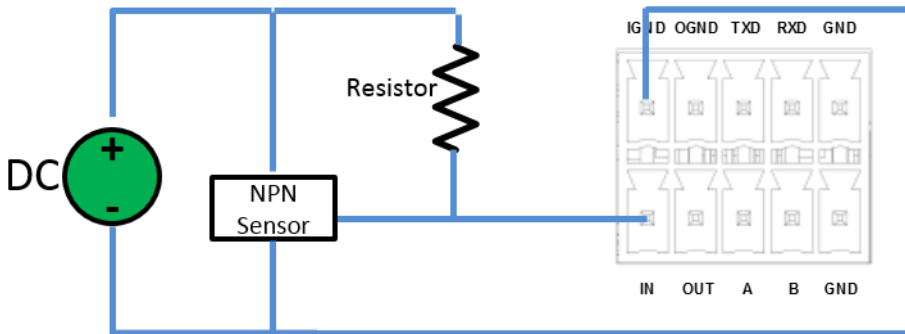 IGND OGND TXD RXD GND
Resistor
DC
+
-
NPN
Sensor
IN OUT A B GND